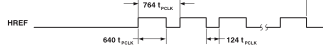 764 tPCLK
HREF
640 tPCLK
124 tPCLK